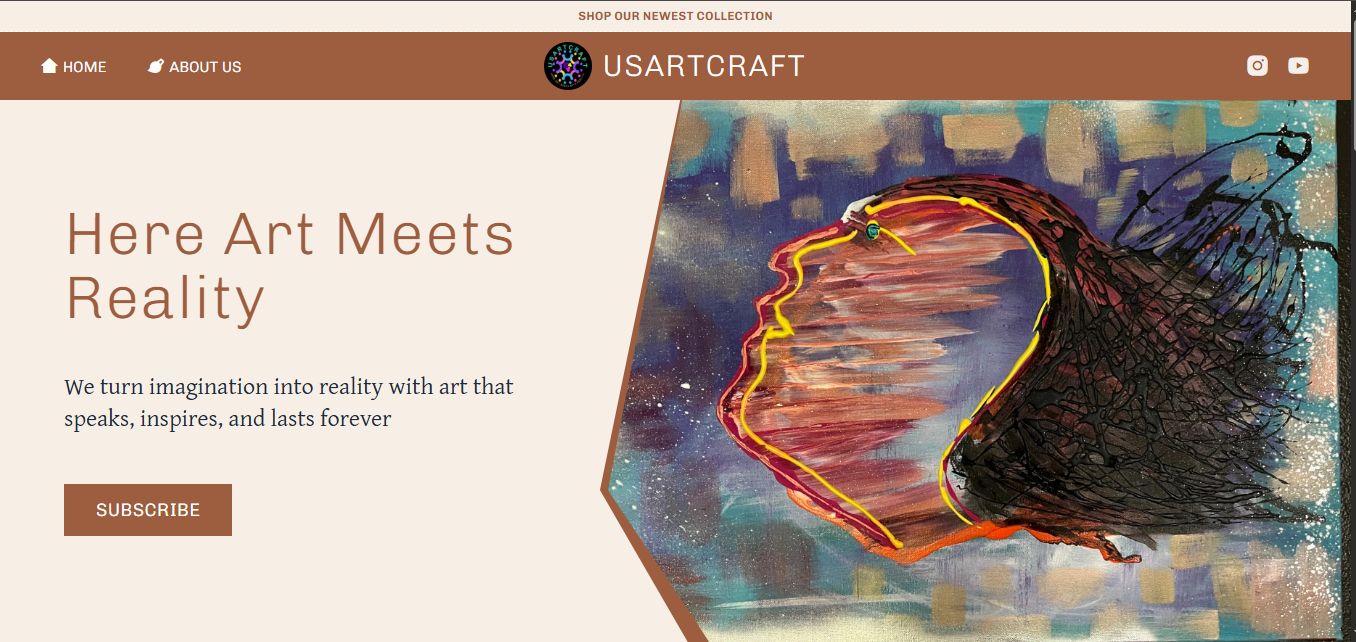 SHOP OUR NEWEST COLLECTION
HOME
ABOUT US
USARTCRAFT
USARTCRAFT
Here Art Meets
Reality
We turn imagination into reality with art that
speaks, inspires, and lasts forever
SUBSCRIBE